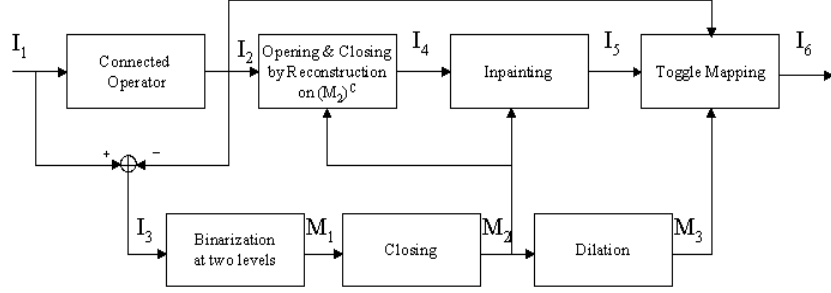 I1
Connected
Operator
I2
Opening & Closing
by Reconstruction
on (M2)C
I4
Inpainting
I5
Toggle Mapping
I6
+
−
I3
Binarization
at two levels
M1
Closing
M2
Dilation
M3